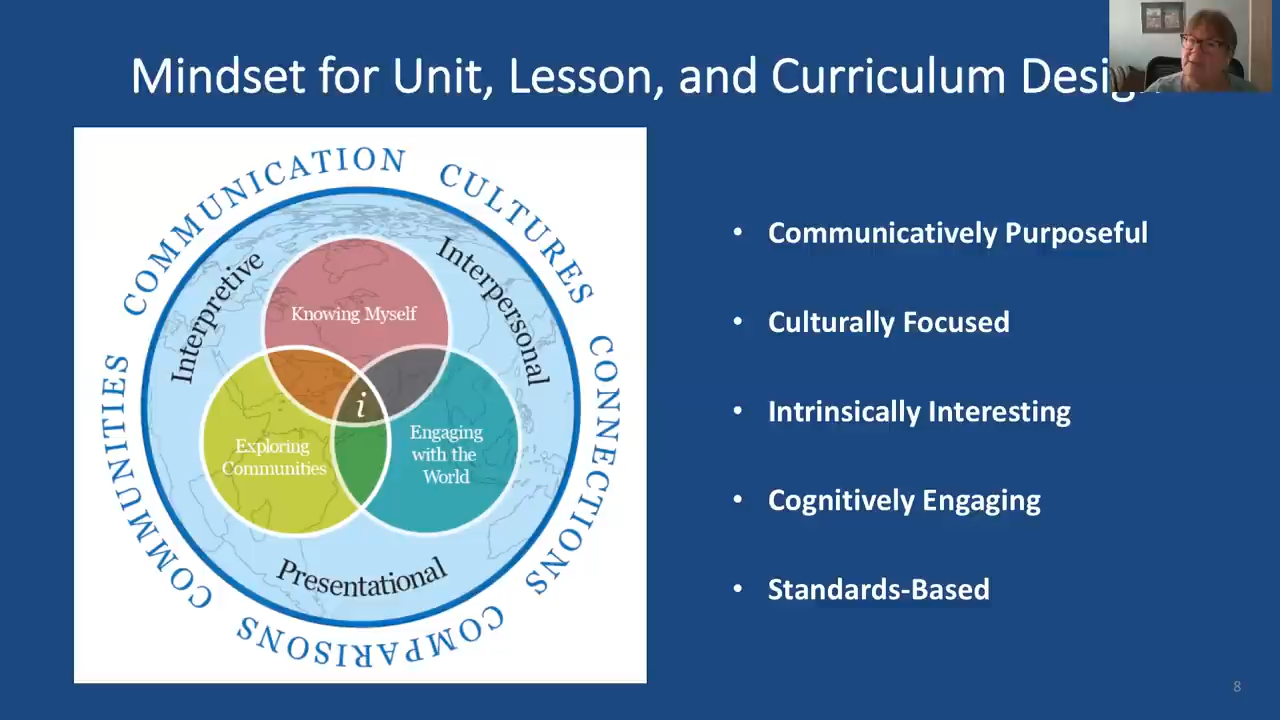 Mindset for Unit, Lesson, and Curriculum Design
COMMUNICATION
CULTURES
CONNECTIONS
COMPARISONS
COMMUNITIES
Interpretive
Interpersonal
Presentational
Knowing Myself
i
Exploring
Communities
Engaging
with the
World
• Communicatively Purposeful
• Culturally Focused
• Intrinsically Interesting
• Cognitively Engaging
• Standards-Based
8